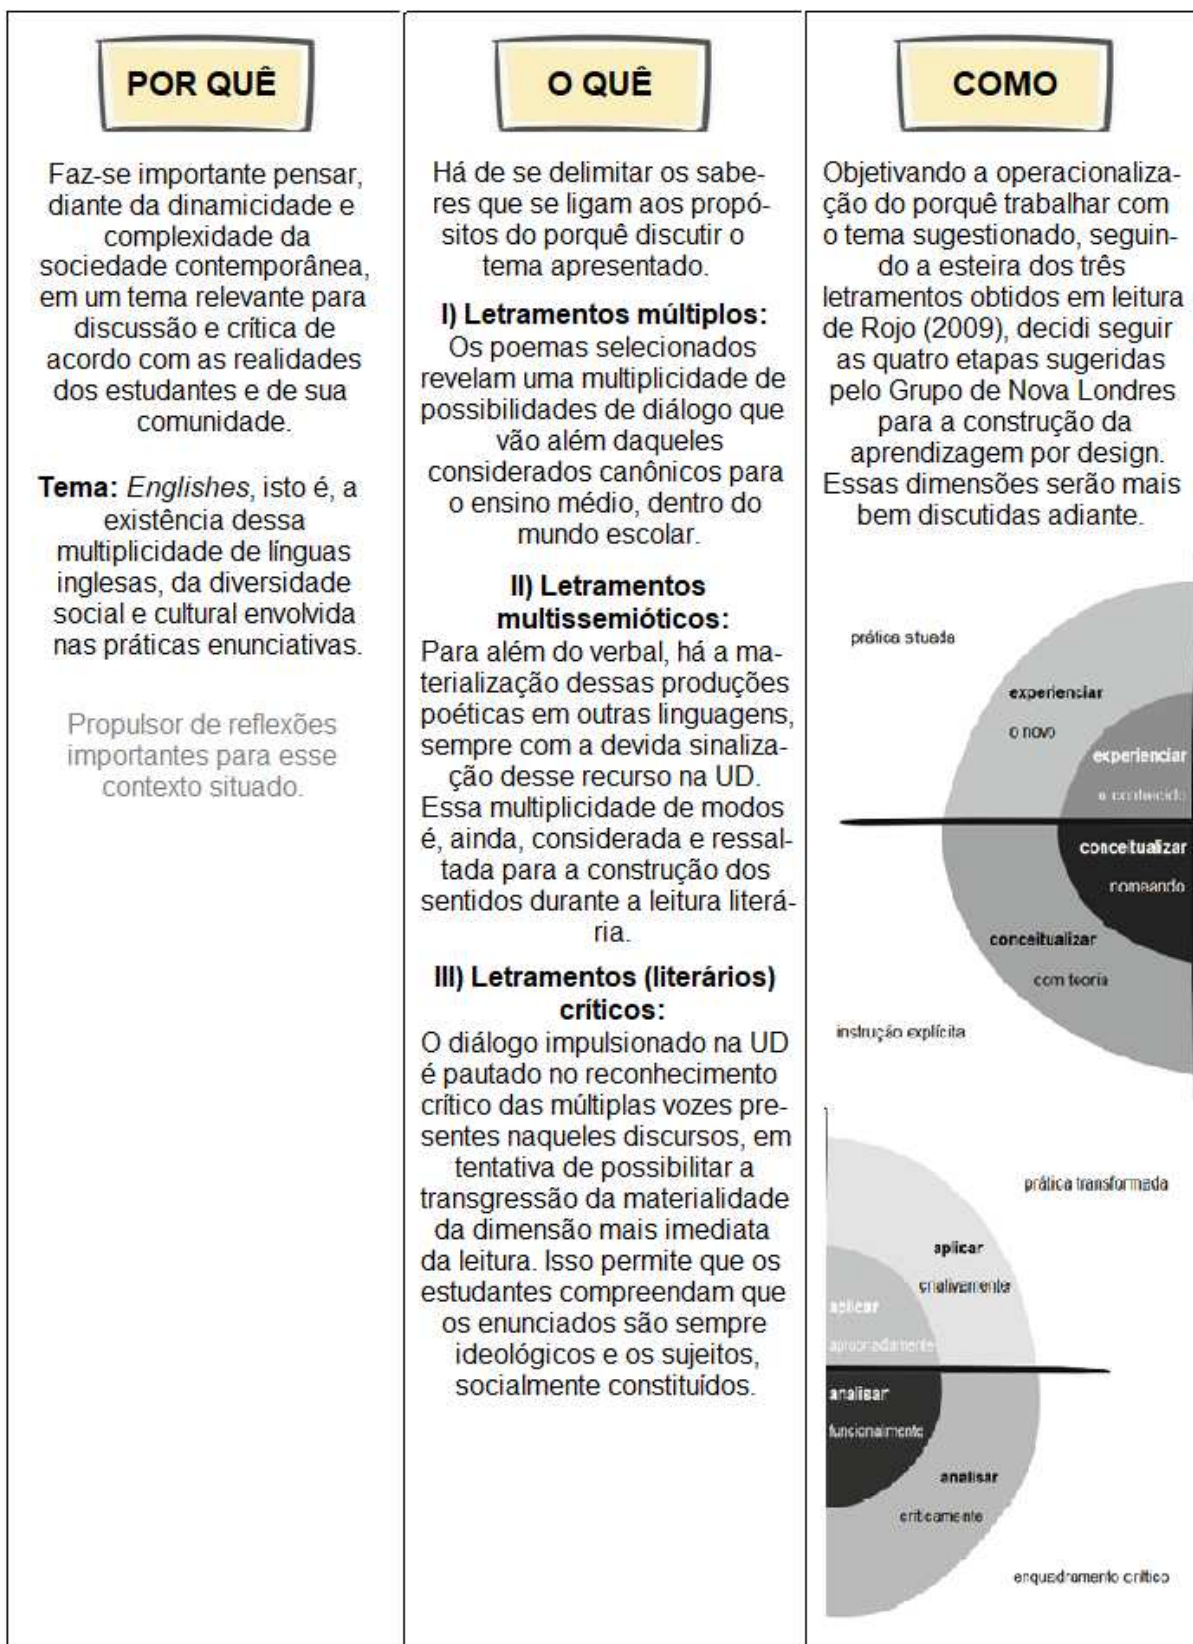 POR QUÊ
Faz-se importante pensar,
diante da dinamicidade e
complexidade da
sociedade contemporânea,
em um tema relevante para
discussão e crítica de
acordo com as realidades
dos estudantes e de sua
comunidade.
Tema: Englishes, isto é, a
existência dessa
multiplicidade de línguas
inglesas, da diversidade
social e cultural envolvida
nas práticas enunciativas.
Propulsor de reflexões
importantes para esse
contexto situado.
O QUÊ
Há de se delimitar os sabe-
res que se ligam aos propó-
sitos do porquê discutir o
tema apresentado.
I) Letramentos múltiplos:
Os poemas selecionados
revelam uma multiplicidade de
possibilidades de diálogo que
vão além daqueles
considerados canônicos para
o ensino médio, dentro do
mundo escolar.
II) Letramentos
multissemióticos:
Para além do verbal, há a ma-
terialização dessas produções
poéticas em outras linguagens,
sempre com a devida sinaliza-
ção desse recurso na UD.
Essa multiplicidade de modos
é, ainda, considerada e ressal-
tada para a construção dos
sentidos durante a leitura literá-
ria.
III) Letramentos (literários)
críticos:
O diálogo impulsionado na UD
é pautado no reconhecimento
crítico das múltiplas vozes pre-
sentes naqueles discursos, em
tentativa de possibilitar a
transgressão da materialidade
da dimensão mais imediata
da leitura. Isso permite que os
estudantes compreendam que
os enunciados são sempre
ideológicos e os sujeitos,
socialmente constituídos.
COMO
Objetivando a operacionaliza-
ção do porquê trabalhar com
o tema sugestionado, seguin-
do a esteira dos três
letramentos obtidos em leitura
de Rojo (2009), decidi seguir
as quatro etapas sugeridas
pelo Grupo de Nova Londres
para a construção da
aprendizagem por design.
Essas dimensões serão mais
bem discutidas adiante.
prática situada
experienciar
o novo
experienciar
o conhecido
conceitualizar
nomeando
conceitualizar
com teoria
instrução explícita
prática transformada
aplicar
criativamente
aplicar
apropriadamente
analisar
funcionalmente
analisar
criticamente
enquadramento crítico